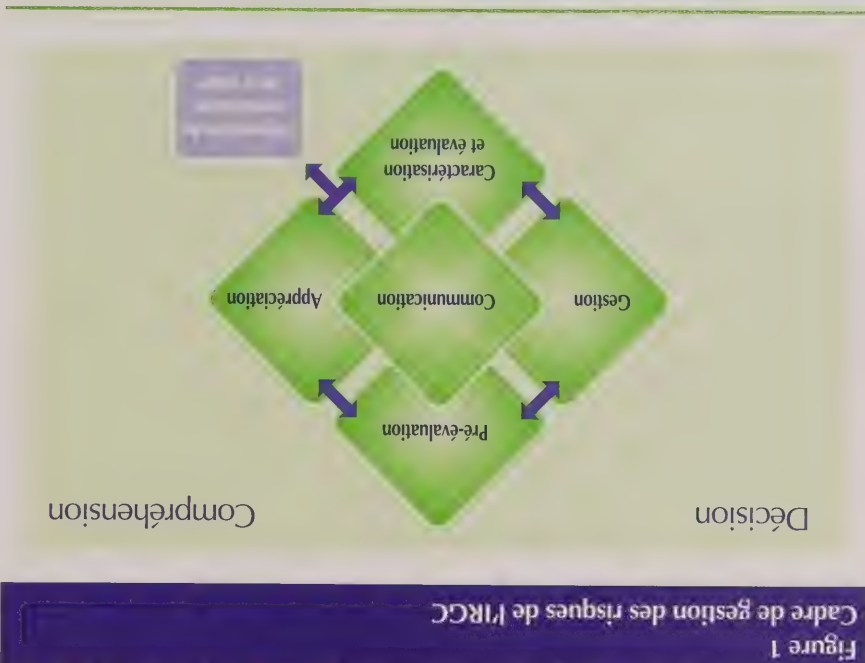 Figure 1
Cadre de gestion des risques de l'IRGC
Décision
Compréhension
Pré-évaluation
Gestion
Communication
Appréciation
Caractérisation
et évaluation